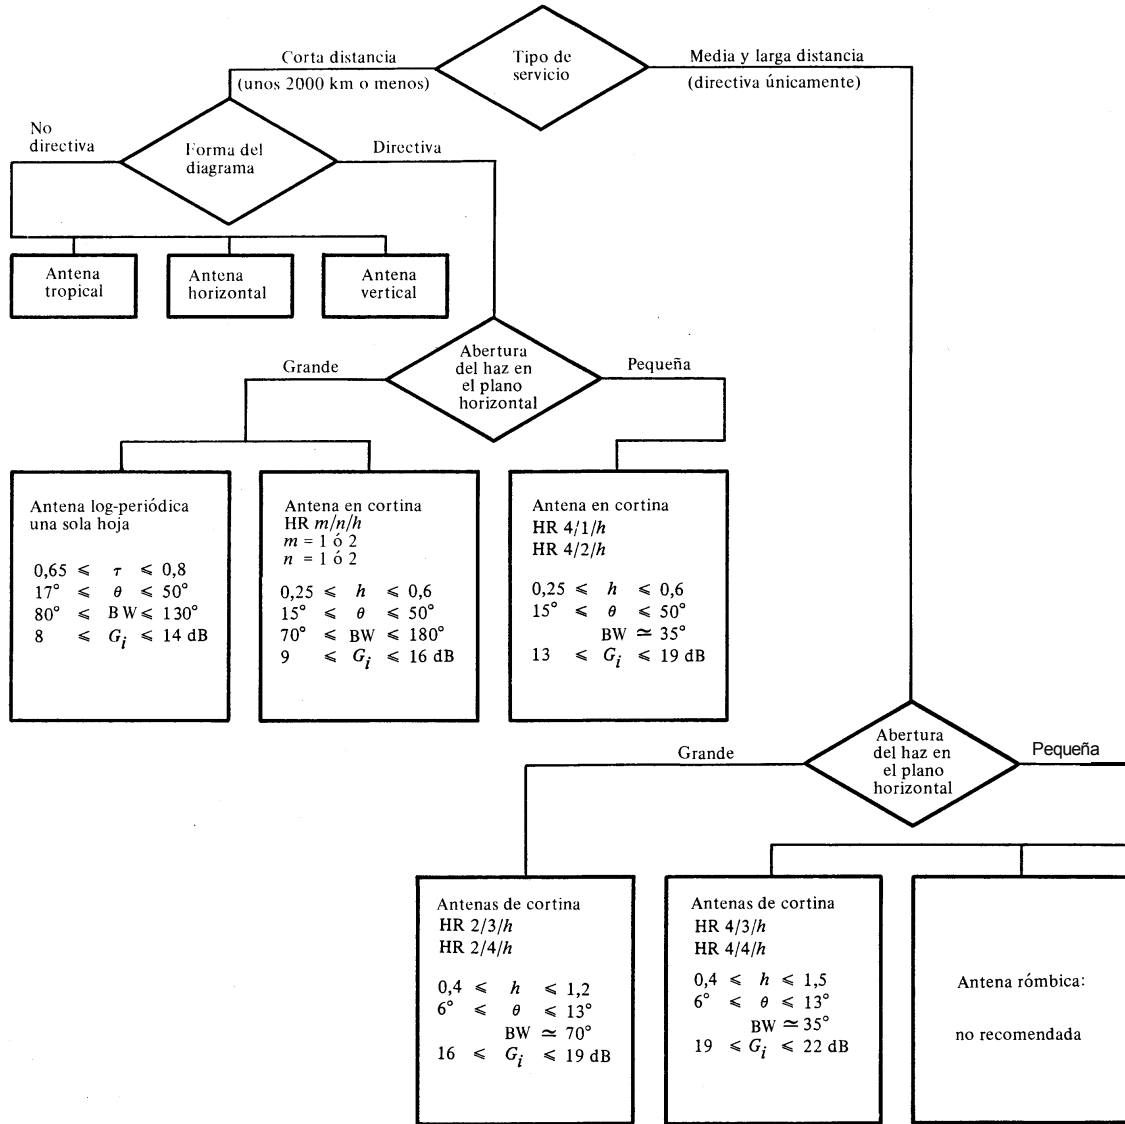 Tipo de
servicio
Corta distancia
(unos 2000 km o menos)
Media y larga distancia
(directiva únicamente)
No
directiva
Forma del
diagrama
Directiva
Antena
tropical
Antena
horizontal
Antena
vertical
Grande
Abertura
del haz en
el plano
horizontal
Pequeña
Antena log-periódica
una sola hoja
0,65 ⩽ τ ⩽ 0,8
17° ⩽ θ ⩽ 50°
80° ⩽ BW ⩽ 130°
8 ⩽ Gi ⩽ 14 dB
Antena en cortina
HR m/n/h
m = 1 ó 2
n = 1 ó 2
0,25 ⩽ h ⩽ 0,6
15° ⩽ θ ⩽ 50°
70° ⩽ BW ⩽ 180°
9 ⩽ Gi ⩽ 16 dB
Antena en cortina
HR 4/1/h
HR 4/2/h
0,25 ⩽ h ⩽ 0,6
15° ⩽ θ ⩽ 50°
BW ≃ 35°
13 ⩽ Gi ⩽ 19 dB
Grande
Abertura
del haz en
el plano
horizontal
Pequeña
Antenas de cortina
HR 2/3/h
HR 2/4/h
0,4 ⩽ h ⩽ 1,2
6° ⩽ θ ⩽ 13°
BW ≃ 70°
16 ⩽ Gi ⩽ 19 dB
Antenas de cortina
HR 4/3/h
HR 4/4/h
0,4 ⩽ h ⩽ 1,5
6° ⩽ θ ⩽ 13°
BW ≃ 35°
19 ⩽ Gi ⩽ 22 dB
Antena rómbica:
no recomendada